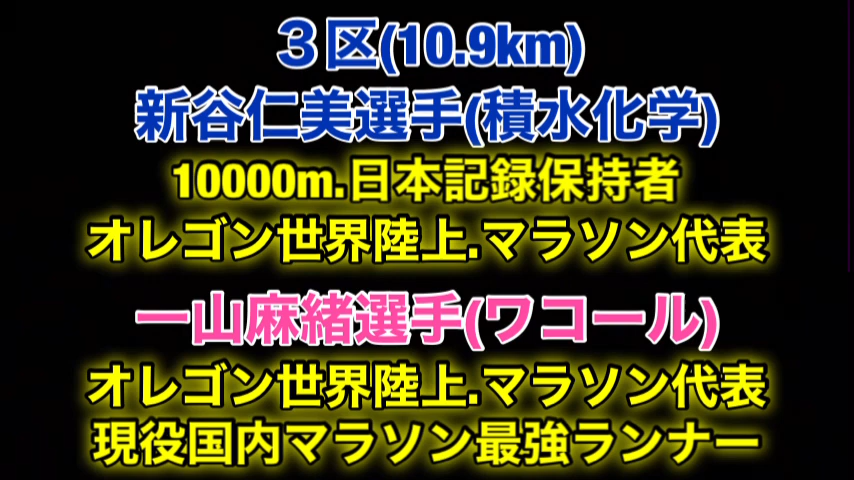 ３区(10.9km)
新谷仁美選手(積水化学)
10000m.日本記録保持者
オレゴン世界陸上.マラソン代表
一山麻緒選手(ワコール)
オレゴン世界陸上.マラソン代表
現役国内マラソン最強ランナー